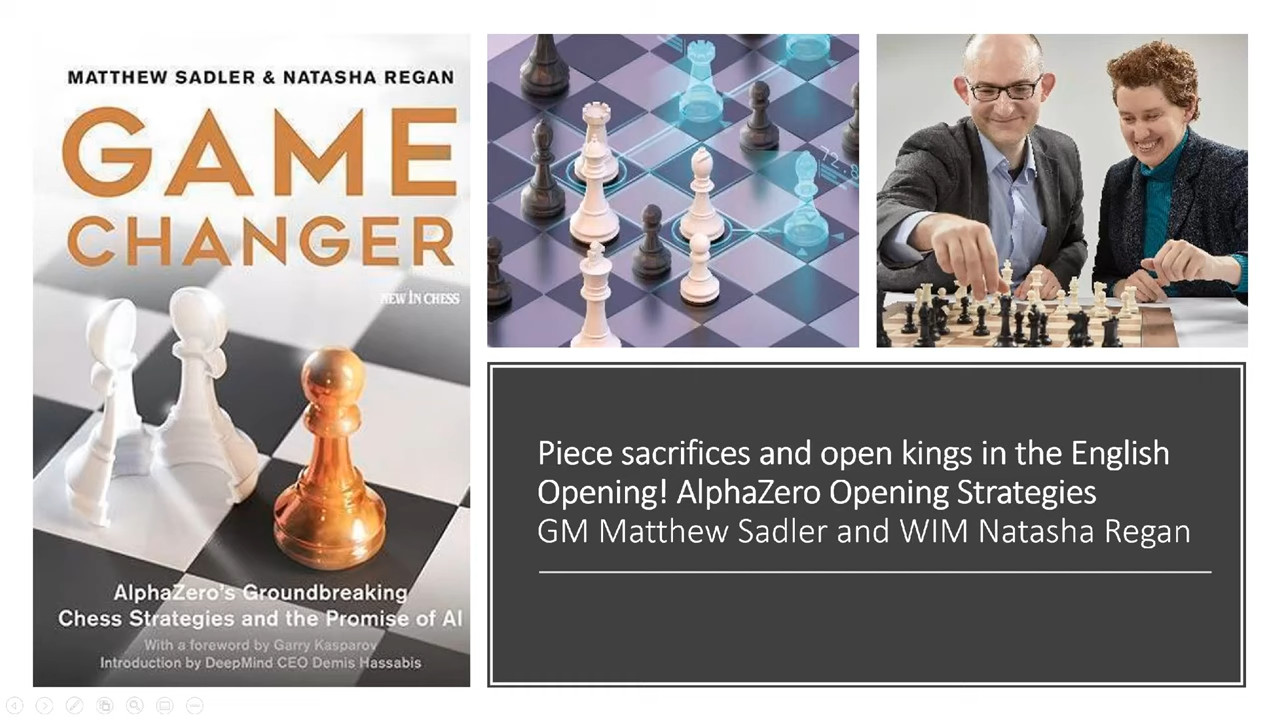 MATTHEW SADLER & NATASHA REGAN
GAME
CHANGER
NEW IN CHESS
AlphaZero's Groundbreaking
Chess Strategies and the Promise of AI
With a foreword by Garry Kasparov
Introduction by DeepMind CEO Demis Hassabis
72.8
Piece sacrifices and open kings in the English
Opening! AlphaZero Opening Strategies
GM Matthew Sadler and WIM Natasha Regan